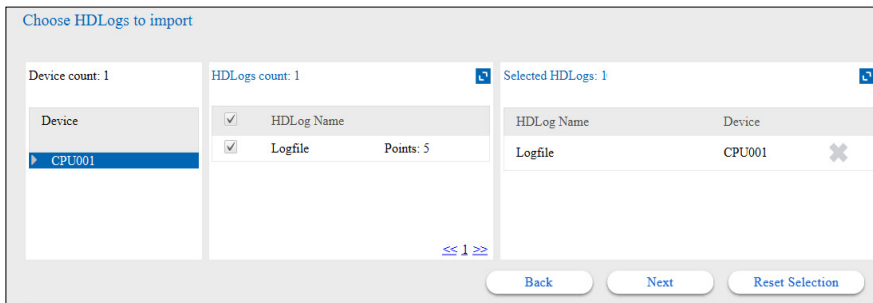 Choose HDLogs to import
Device count: 1
Device
CPU001
HDLogs count: 1
HDLog Name
Logfile Points: 5
<< 1 >>
Selected HDLogs: 1
HDLog Name Device
Logfile CPU001
Back Next Reset Selection